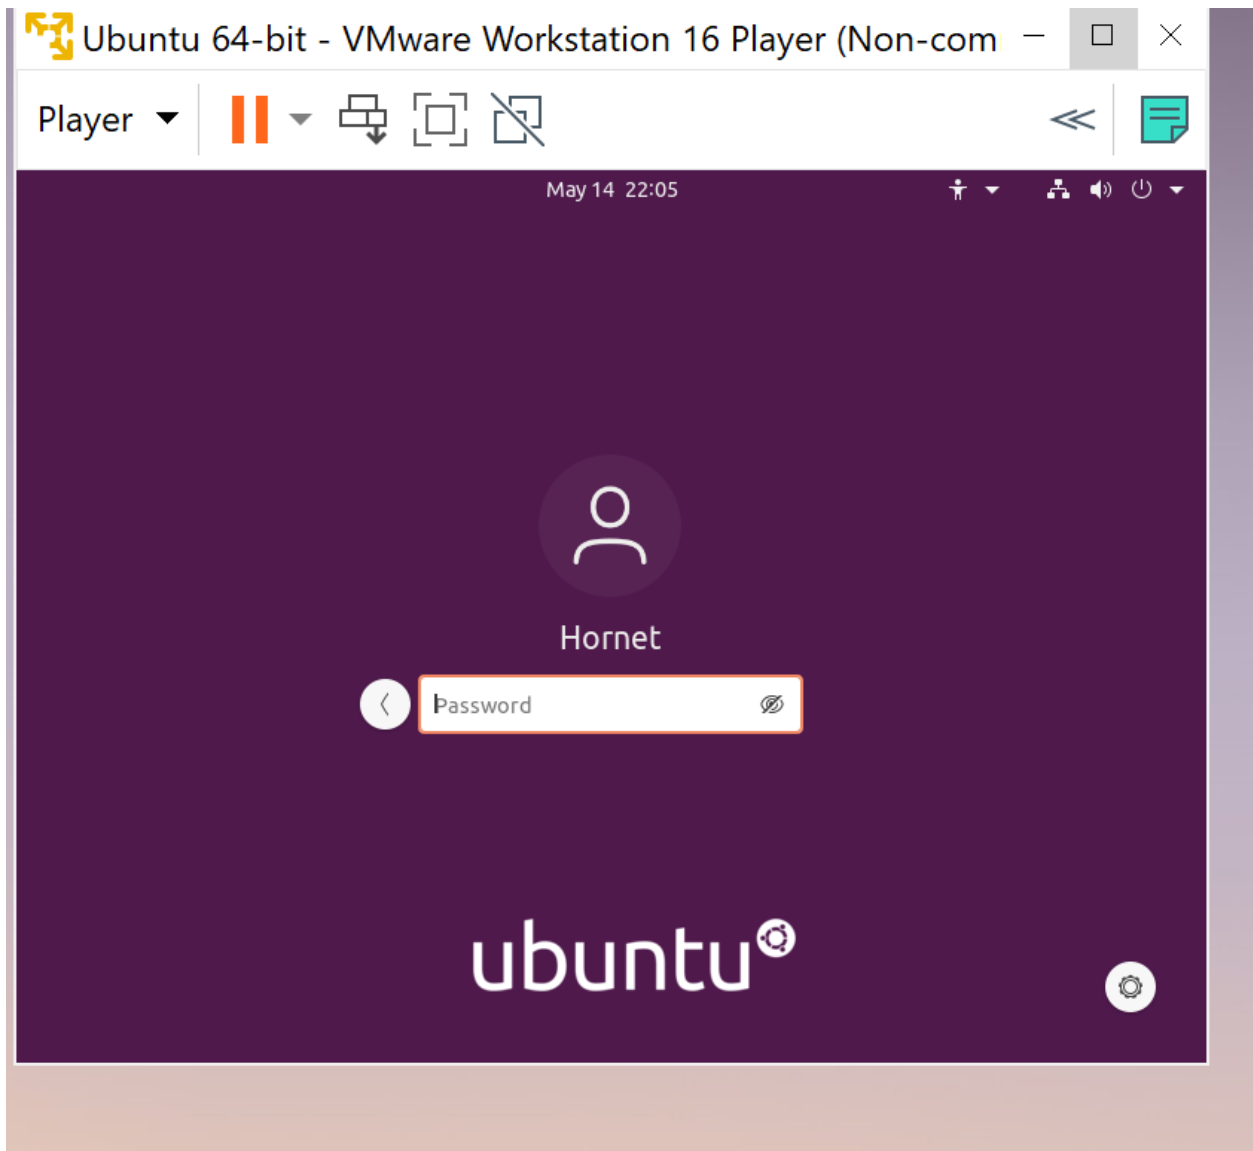 Ubuntu 64-bit - VMware Workstation 16 Player (Non-com
Player
May 14 22:05
Hornet
Password
ubuntu